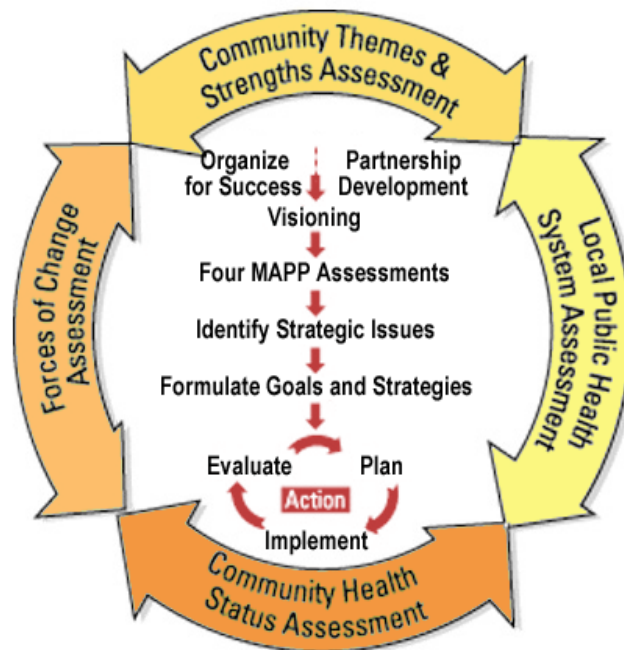 Community Themes &
Strengths Assessment
Organize
for Success
Partnership
Development
Visioning
Four MAPP Assessments
Identify Strategic Issues
Formulate Goals and Strategies
Evaluate
Plan
Action
Implement
Forces of Change
Assessment
Local Public Health
System Assessment
Community Health
Status Assessment